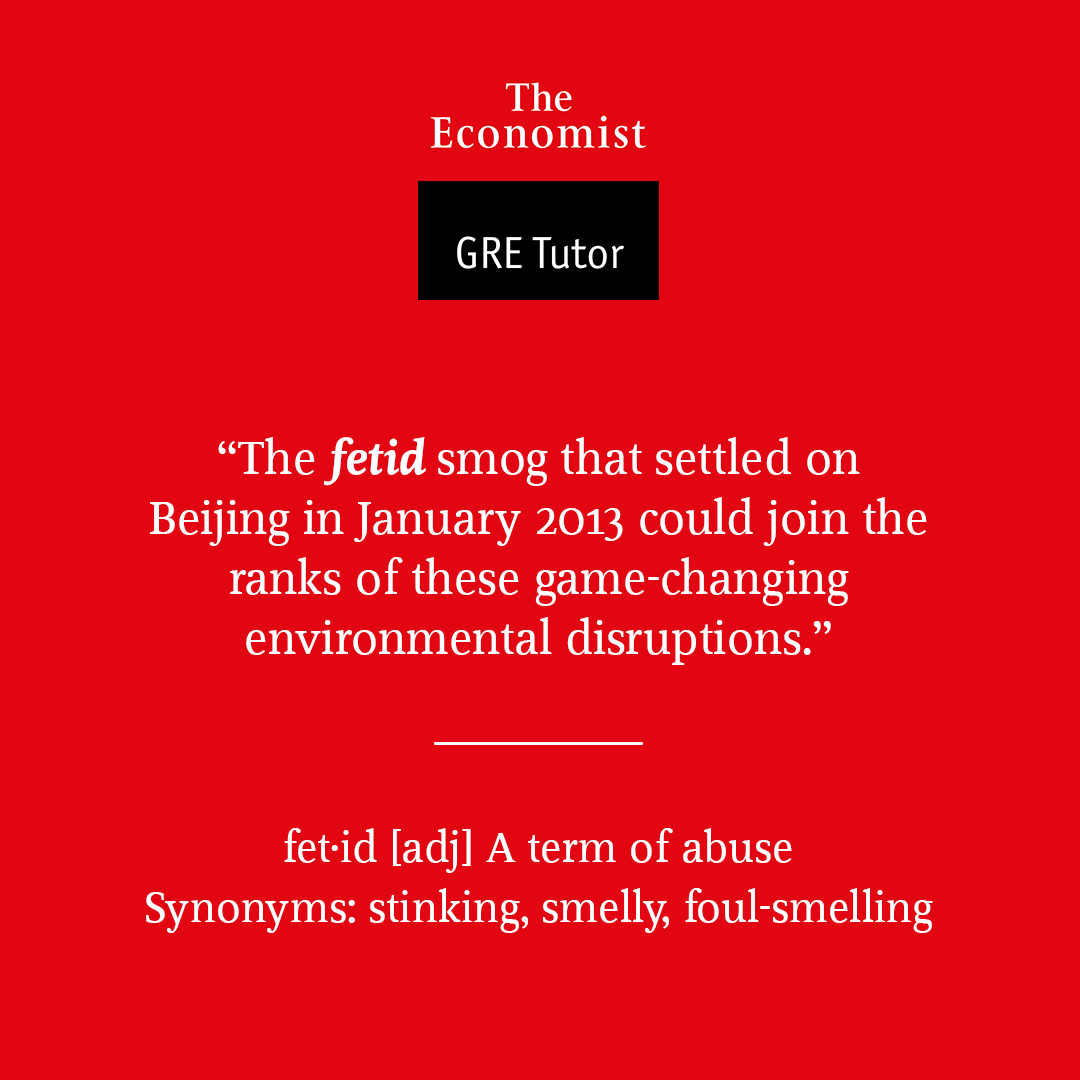 The
Economist
GRE Tutor
“The fetid smog that settled on
Beijing in January 2013 could join the
ranks of these game-changing
environmental disruptions.”
fet·id [adj] A term of abuse
Synonyms: stinking, smelly, foul-smelling